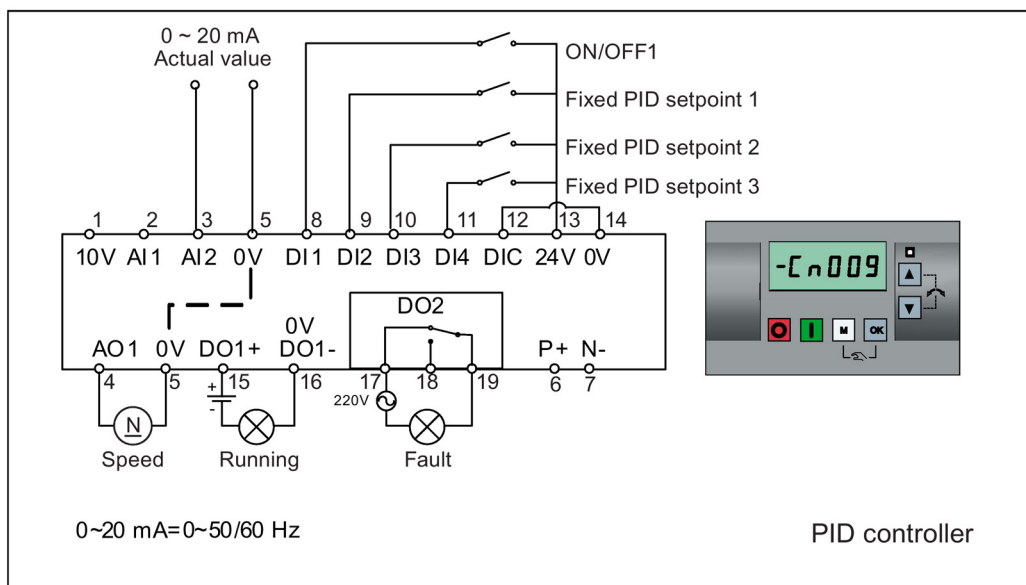 0 ~ 20 mA
Actual value
ON/OFF1
Fixed PID setpoint 1
Fixed PID setpoint 2
Fixed PID setpoint 3
1 2 3 5 8 9 10 11 12 13 14
10V AI1 AI2 0V DI1 DI2 DI3 DI4 DIC 24V 0V
-Cn009
M OK
DO2
0V
AO1 0V DO1+ DO1- P+ N-
4 5 15 16 17 18 19 6 7
+
-
220V
N
Speed Running Fault
0~20 mA=0~50/60 Hz
PID controller